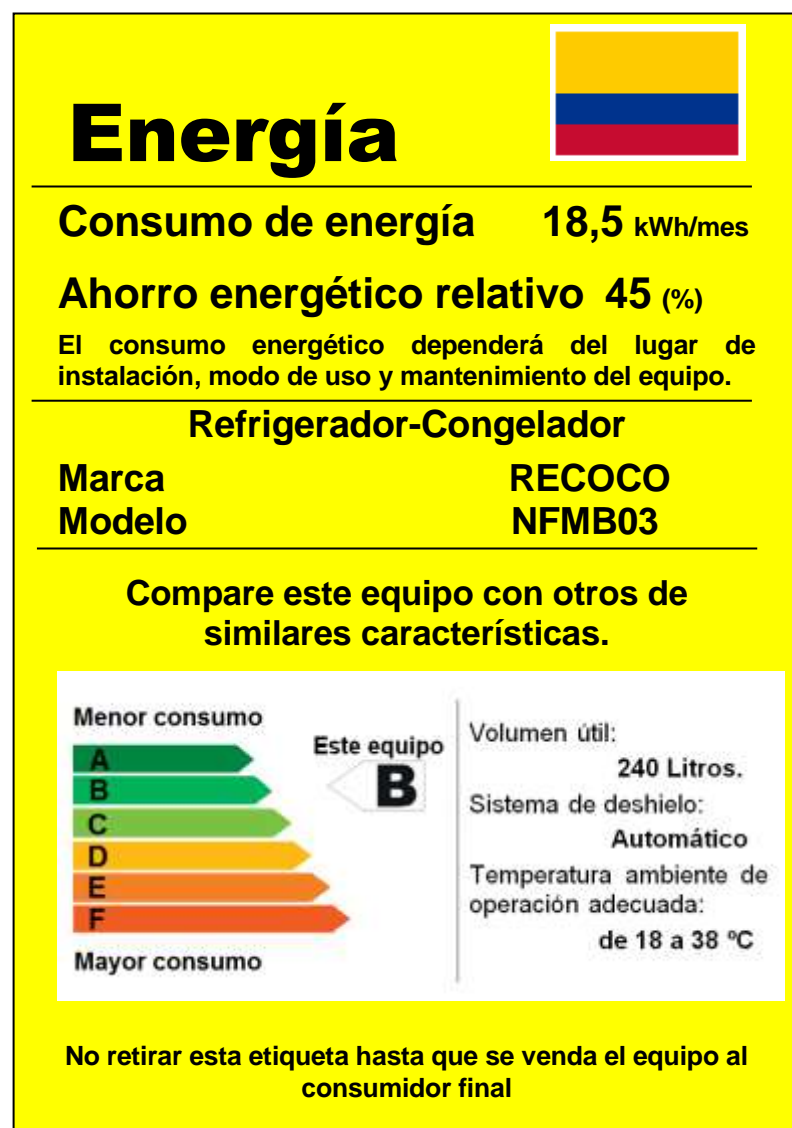 Energía
Consumo de energía 18,5 kWh/mes
Ahorro energético relativo 45 (%)
El consumo energético dependerá del lugar de
instalación, modo de uso y mantenimiento del equipo.
Refrigerador-Congelador
Marca RECOCO
Modelo NFMB03
Compare este equipo con otros de
similares características.
Menor consumo
A
B
C
D
E
F
Mayor consumo
Este equipo
B
Volumen útil:
240 Litros.
Sistema de deshielo:
Automático
Temperatura ambiente de
operación adecuada:
de 18 a 38 ºC
No retirar esta etiqueta hasta que se venda el equipo al
consumidor final